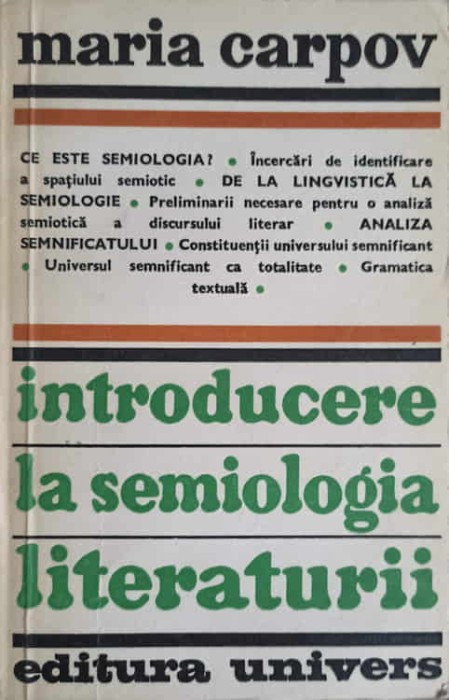 maria carpov
CE ESTE SEMIOLOGIA? • Încercări de identificare
a spațiului semiotic • DE LA LINGVISTICĂ LA
SEMIOLOGIE • Preliminarii necesare pentru o analiză
semiotică a discursului literar • ANALIZA
SEMNIFICATULUI • Constituenții universului semnificant
• Universul semnificant ca totalitate • Gramatica
textuală •
introducere
la semiologia
literaturii
editura univers